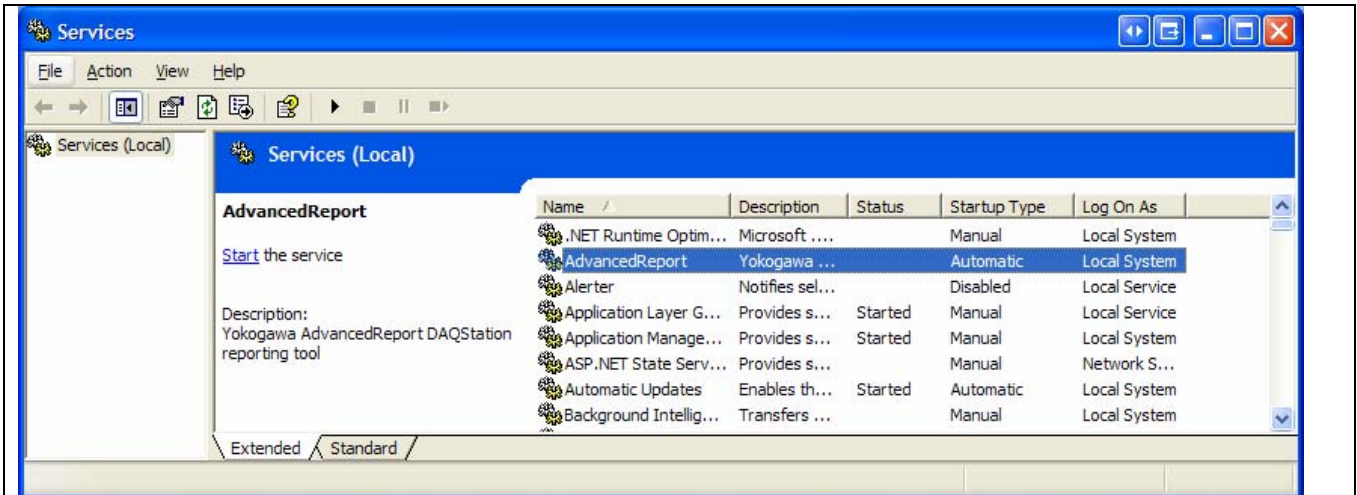 Services
File Action View Help
Services (Local)
Services (Local)
AdvancedReport
Start the service
Description:
Yokogawa AdvancedReport DAQStation
reporting tool
Name Description Status Startup Type Log On As
.NET Runtime Optim... Microsoft .... Manual Local System
AdvancedReport Yokogawa ... Automatic Local System
Alerter Notifies sel... Disabled Local Service
Application Layer G... Provides s... Started Manual Local Service
Application Manage... Provides s... Started Manual Local System
ASP.NET State Serv... Provides s... Manual Network S...
Automatic Updates Enables th... Started Automatic Local System
Background Intellig... Transfers ... Manual Local System
Extended Standard